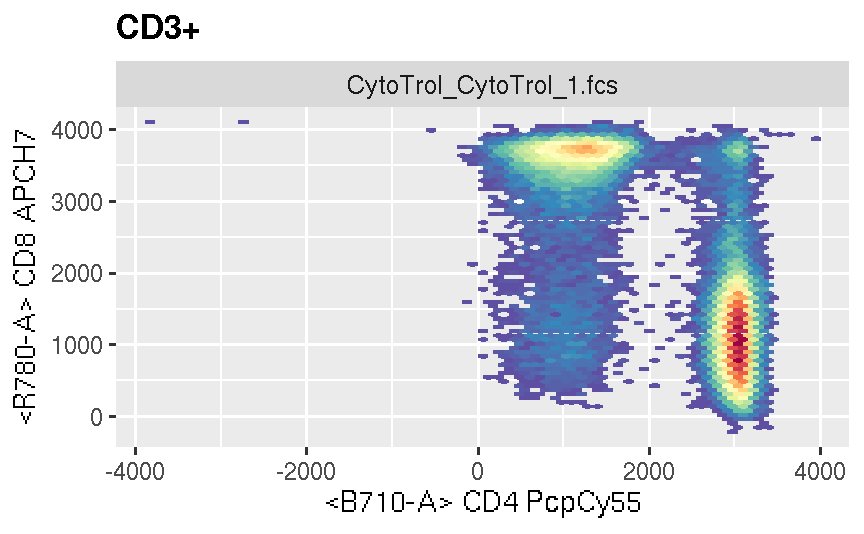 CD3+
CytoTrol_CytoTrol_1.fcs
<R780-A> CD8 APCH7
4000
3000
2000
1000
0
-4000 -2000 0 2000 4000
<B710-A> CD4 PcpCy55